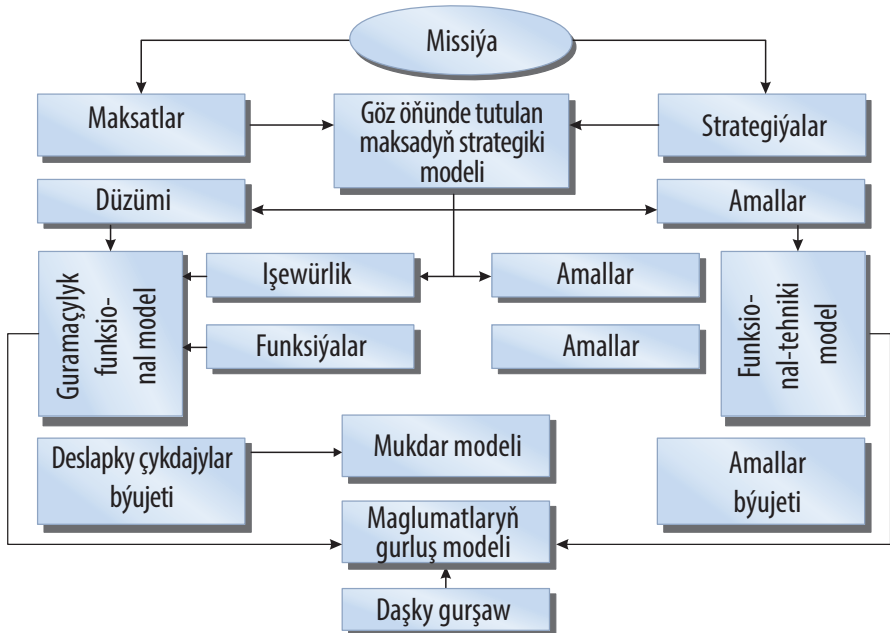 Missiýa
Maksatlar
Göz öňünde tutulan
maksadyň strategiki
modeli
Strategiýalar
Düzümi
Amallar
Guramaçylyk
funksio-
nal model
Işewürlik
Amallar
Funksio-
nal-tehniki
model
Funksiýalar
Amallar
Deslapky çykdajylar
býujeti
Mukdar modeli
Amallar
býujeti
Maglumatlaryň
gurluş modeli
Daşky gurşaw